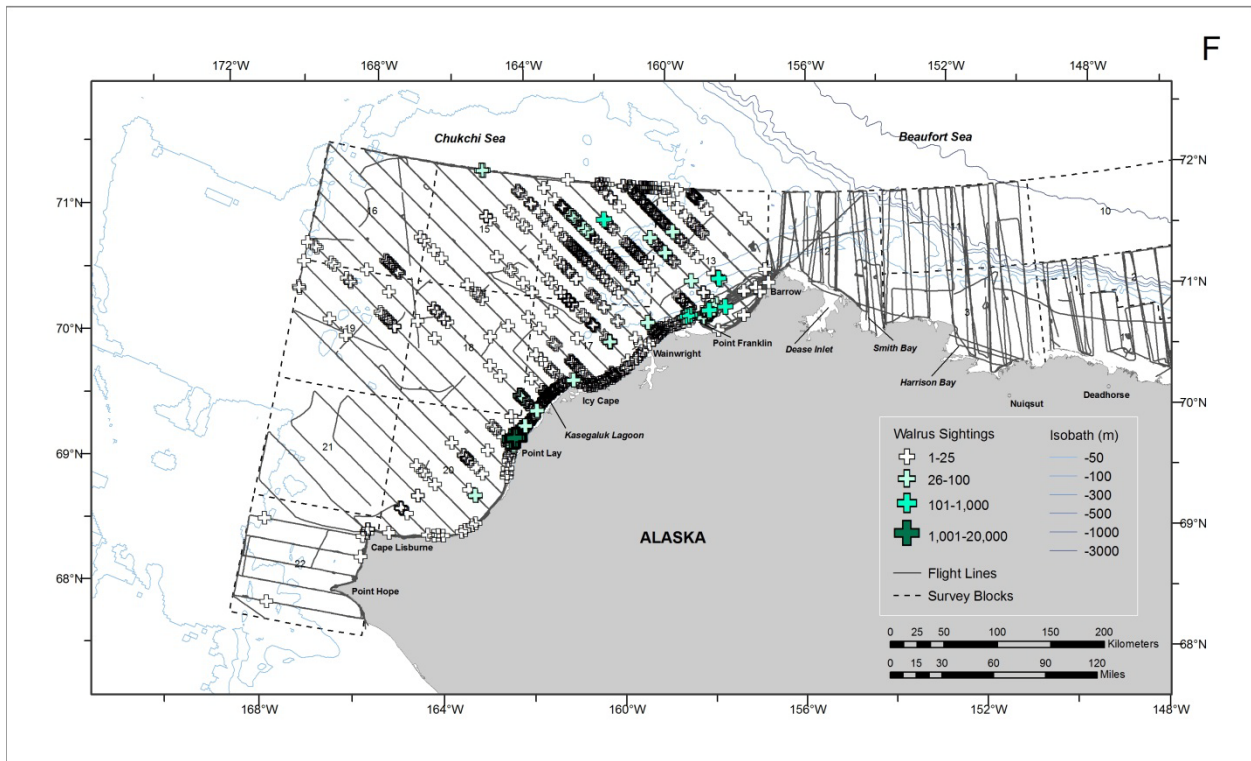 F
172°W 168°W 164°W 160°W 156°W 152°W 148°W
Chukchi Sea
Beaufort Sea
72°N
71°N
16
15
10
11
13
2
71°N
Barrow
70°N
19
18
3
Point Franklin
Dease Inlet
Smith Bay
Wainwright
Harrison Bay
Deadhorse
Nuiqsut
70°N
Icy Cape
Kasegaluk Lagoon
69°N
21
20
Point Lay
Walrus Sightings
1-25
26-100
101-1,000
1,001-20,000
Flight Lines
Survey Blocks
Isobath (m)
-50
-100
-300
-500
-1000
-3000
69°N
ALASKA
Cape Lisburne
22
Point Hope
68°N
0 25 50 100 150 200
Kilometers
0 15 30 60 90 120
Miles
68°N
168°W 164°W 160°W 156°W 152°W 148°W